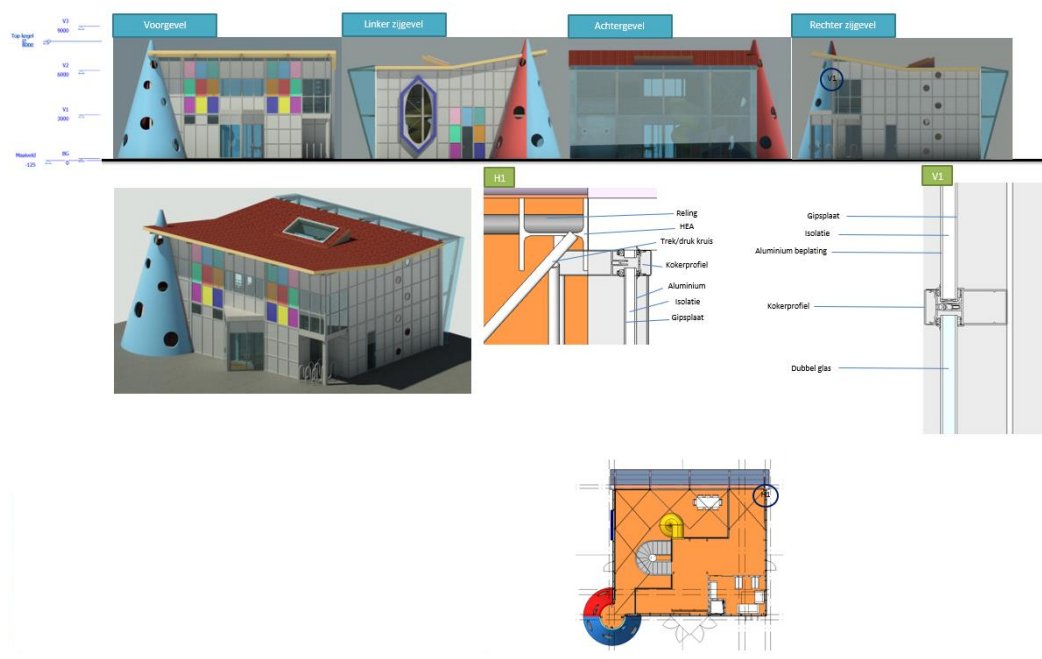 Voorgevel
Linker zijgevel
Achtergevel
Rechter zijgevel
V3
9000
Top kegel
8000
V2
6000
V1
3000
Maaiveld
-125
BG
0
V1
H1
Reling
HEA
Trek/druk kruis
Kokerprofiel
Aluminium
Isolatie
Gipsplaat
V1
Gipsplaat
Isolatie
Aluminium beplating
Kokerprofiel
Dubbel glas
H1